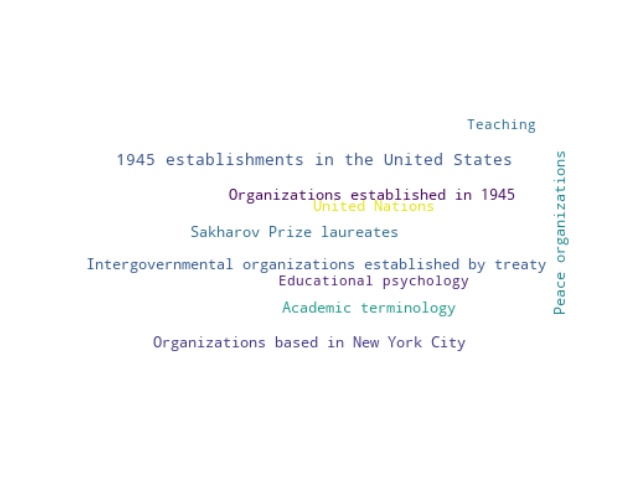 Teaching
1945 establishments in the United States
Peace organizations
Organizations established in 1945
United Nations
Sakharov Prize laureates
Intergovernmental organizations established by treaty
Educational psychology
Academic terminology
Organizations based in New York City